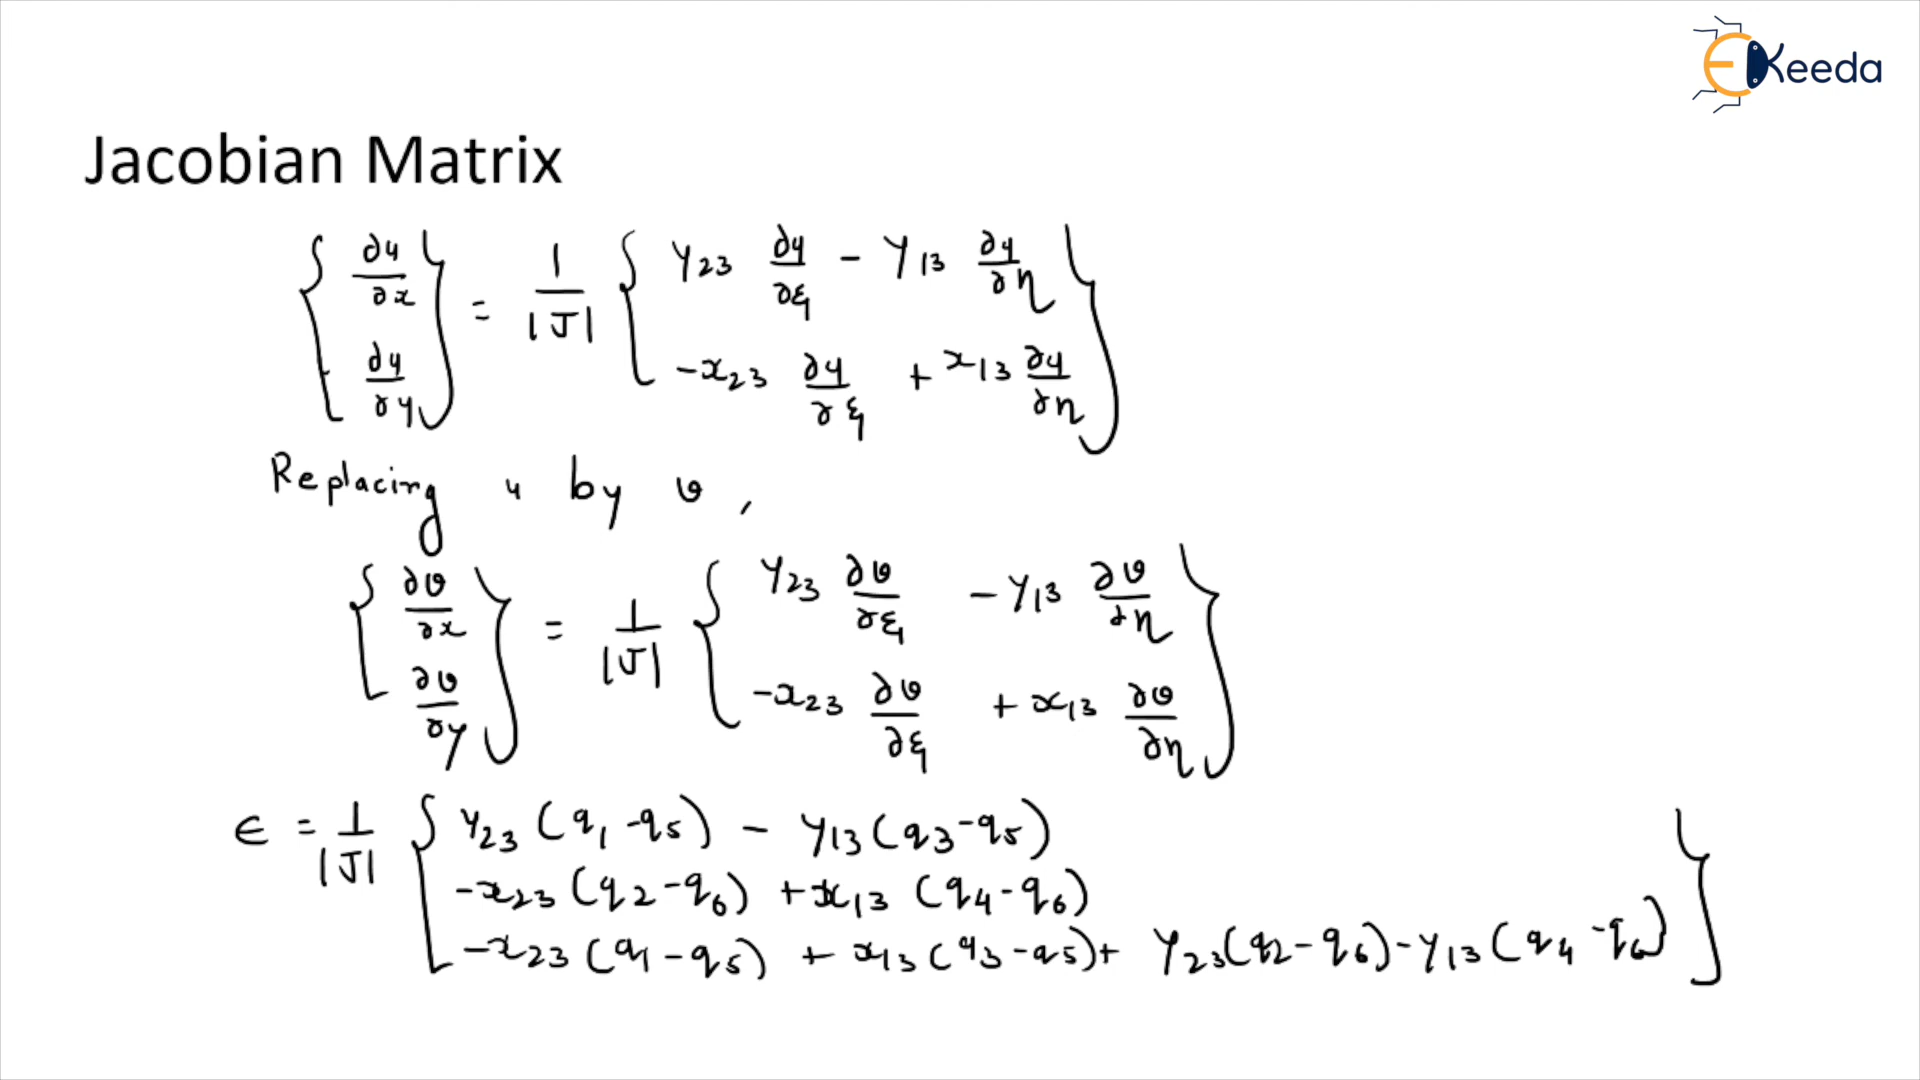 EKeeda
Jacobian Matrix
{ ∂u/∂x ; ∂u/∂y } = 1/|J| { y23 ∂u/∂ξ - y13 ∂u/∂η ; -x23 ∂u/∂ξ + x13 ∂u/∂η }
Replacing u by v,
{ ∂v/∂x ; ∂v/∂y } = 1/|J| { y23 ∂v/∂ξ - y13 ∂v/∂η ; -x23 ∂v/∂ξ + x13 ∂v/∂η }
ϵ = 1/|J| { y23 (q1 - q5) - y13 (q3 - q5)
-x23 (q2 - q6) + x13 (q4 - q6)
-x23 (q1 - q5) + x13 (q3 - q5) + y23 (q2 - q6) - y13 (q4 - q6) }